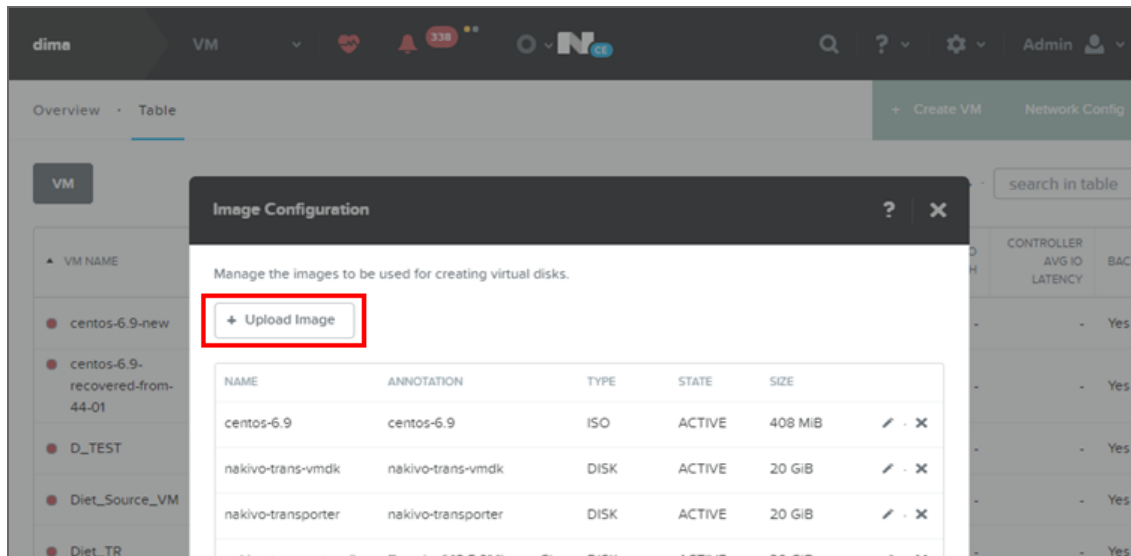 dima
VM
338
N CE
? 
Admin
Overview · Table
+ Create VM
Network Config
VM
search in table
Image Configuration
?
Manage the images to be used for creating virtual disks.
+ Upload Image
VM NAME
CONTROLLER
AVG IO
LATENCY
BAC
NAME ANNOTATION TYPE STATE SIZE
centos-6.9 centos-6.9 ISO ACTIVE 408 MiB
nakivo-trans-vmdk nakivo-trans-vmdk DISK ACTIVE 20 GiB
nakivo-transporter nakivo-transporter DISK ACTIVE 20 GiB
centos-6.9-new - - Yes
centos-6.9-
recovered-from-
44-01
- - Yes
D_TEST - Yes
Diet_Source_VM - - Yes
Diet_TR - Yes